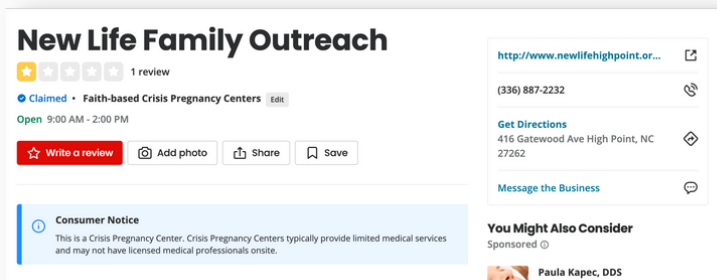 New Life Family Outreach
1 review
Claimed • Faith-based Crisis Pregnancy Centers Edit
Open 9:00 AM - 2:00 PM
Write a review Add photo Share Save
Consumer Notice
This is a Crisis Pregnancy Center. Crisis Pregnancy Centers typically provide limited medical services
and may not have licensed medical professionals onsite.
http://www.newlifehighpoint.or...
(336) 887-2232
Get Directions
416 Gatewood Ave High Point, NC
27262
Message the Business
You Might Also Consider
Sponsored
Paula Kapec, DDS